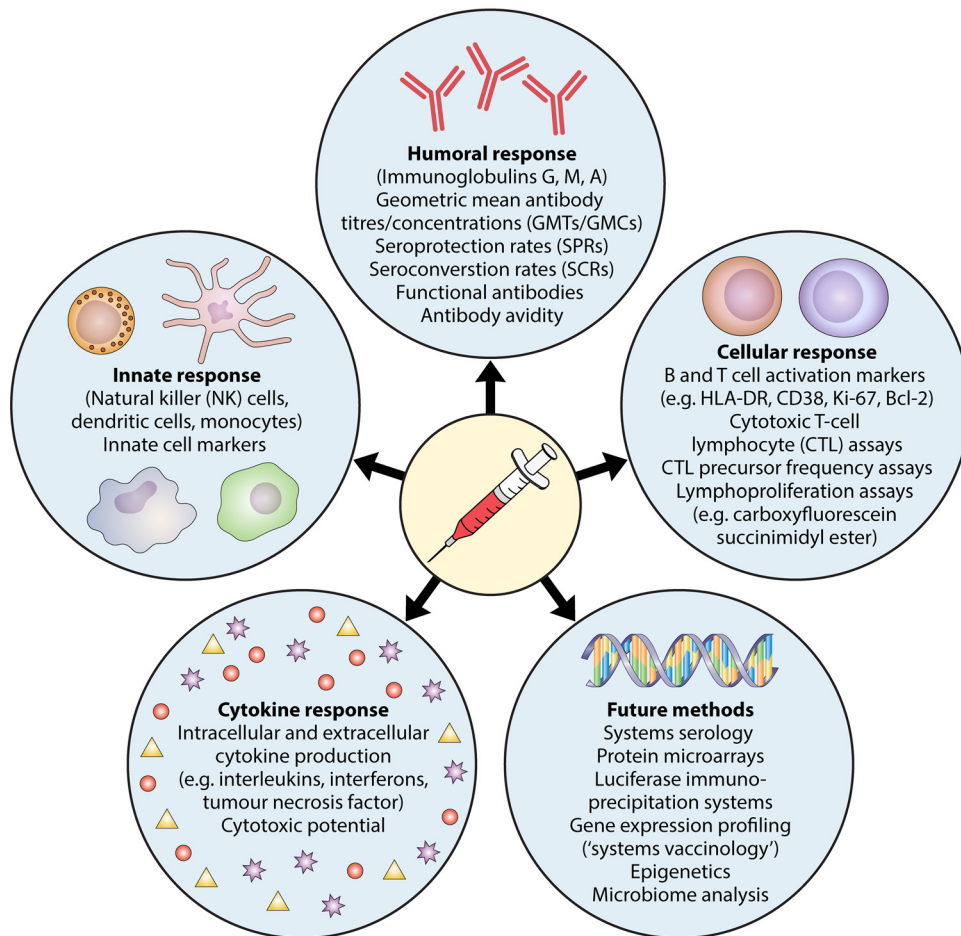 Humoral response
(Immunoglobulins G, M, A)
Geometric mean antibody
titres/concentrations (GMTs/GMCs)
Seroprotection rates (SPRs)
Seroconverstion rates (SCRs)
Functional antibodies
Antibody avidity
Innate response
(Natural killer (NK) cells,
dendritic cells, monocytes)
Innate cell markers
Cellular response
B and T cell activation markers
(e.g. HLA-DR, CD38, Ki-67, Bcl-2)
Cytotoxic T-cell
lymphocyte (CTL) assays
CTL precursor frequency assays
Lymphoproliferation assays
(e.g. carboxyfluorescein
succinimidyl ester)
Cytokine response
Intracellular and extracellular
cytokine production
(e.g. interleukins, interferons,
tumour necrosis factor)
Cytotoxic potential
Future methods
Systems serology
Protein microarrays
Luciferase immuno-
precipitation systems
Gene expression profiling
(‘systems vaccinology’)
Epigenetics
Microbiome analysis